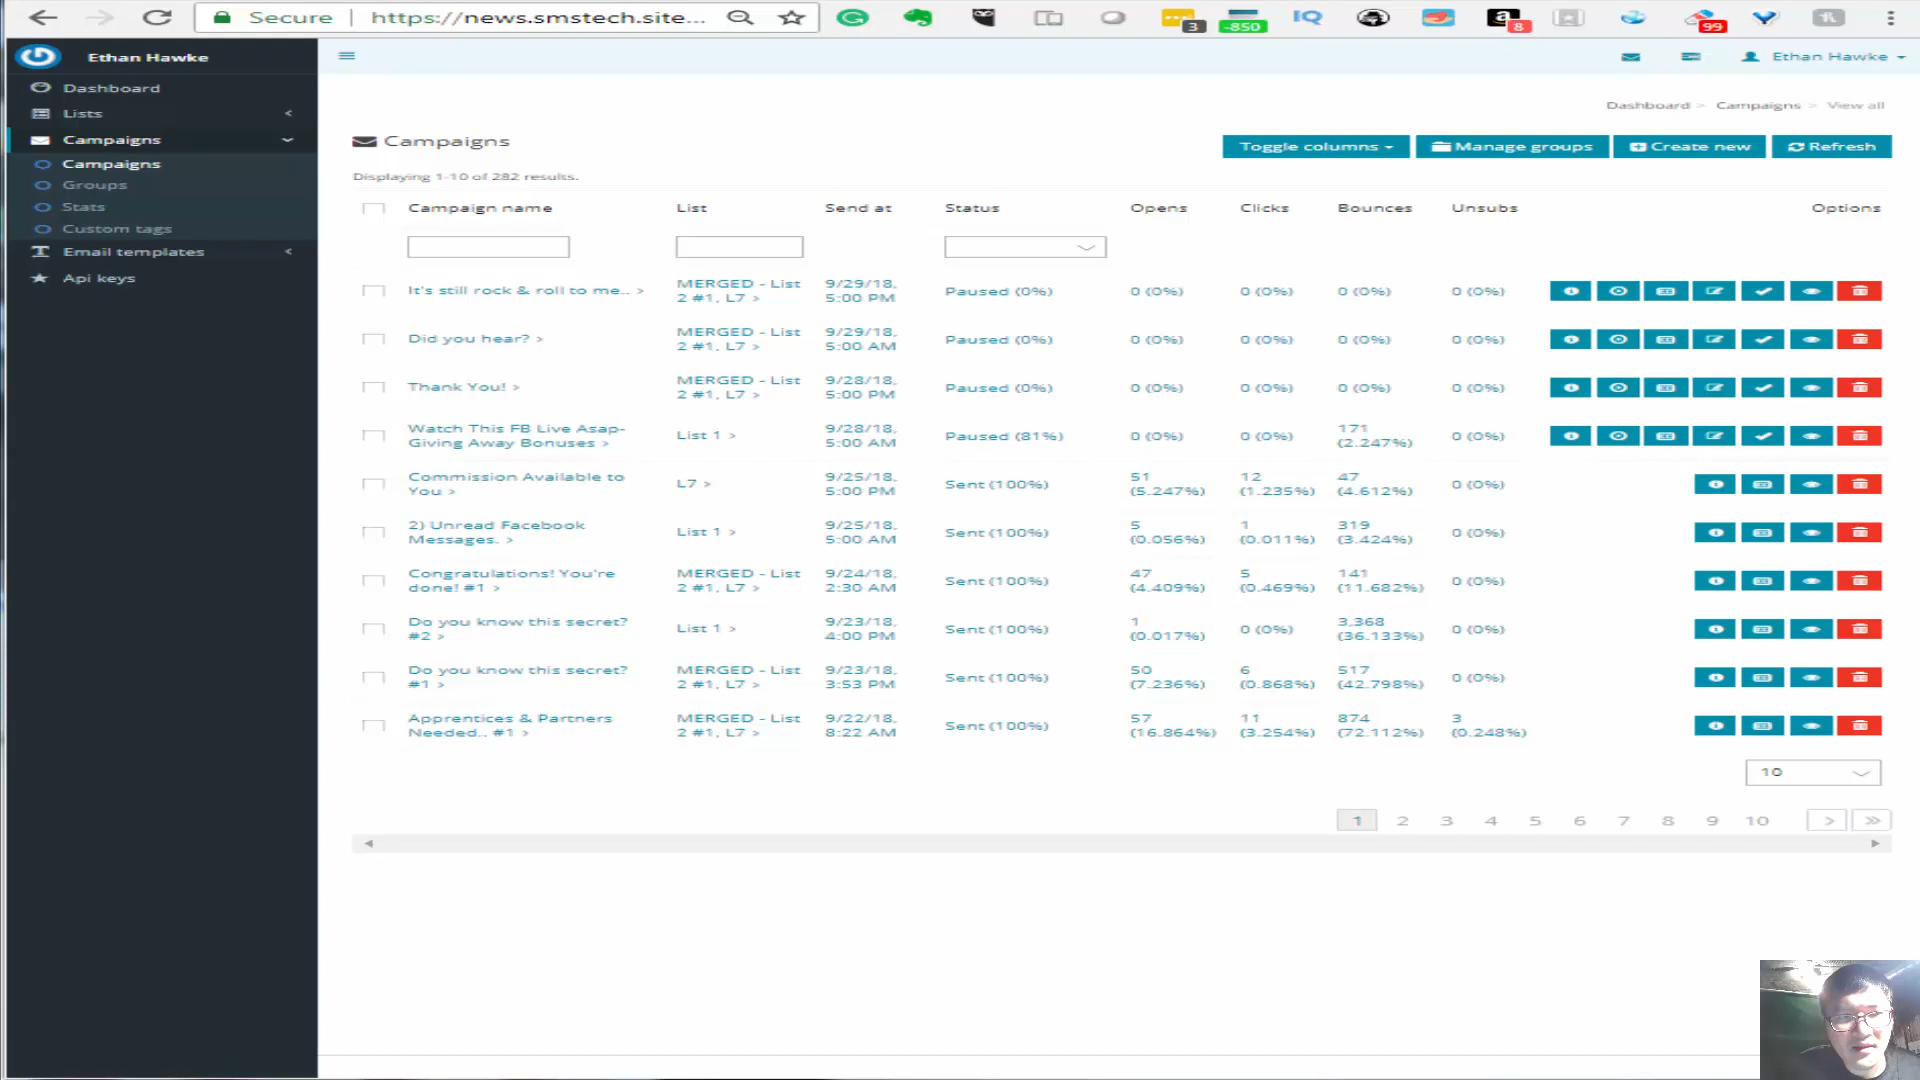 Secure
https://news.smstech.site...
3
-850
IQ
a
8
99
Ethan Hawke
Ethan Hawke
Dashboard
Lists
Campaigns
Campaigns
Groups
Stats
Custom tags
Email templates
Api keys
Dashboard > Campaigns > View all
Campaigns
Toggle columns
Manage groups
Create new
Refresh
Displaying 1-10 of 282 results.
Campaign name List Send at Status Opens Clicks Bounces Unsubs Options
It's still rock & roll to me.. > MERGED - List 2 #1, L7 > 9/29/18, 5:00 PM Paused (0%) 0 (0%) 0 (0%) 0 (0%) 0 (0%)
Did you hear? > MERGED - List 2 #1, L7 > 9/29/18, 5:00 AM Paused (0%) 0 (0%) 0 (0%) 0 (0%) 0 (0%)
Thank You! > MERGED - List 2 #1, L7 > 9/28/18, 5:00 PM Paused (0%) 0 (0%) 0 (0%) 0 (0%) 0 (0%)
Watch This FB Live Asap- Giving Away Bonuses > List 1 > 9/28/18, 5:00 AM Paused (81%) 0 (0%) 0 (0%) 171 (2.247%) 0 (0%)
Commission Available to You > L7 > 9/25/18, 5:00 PM Sent (100%) 51 (5.247%) 12 (1.235%) 47 (4.612%) 0 (0%)
2) Unread Facebook Messages. > List 1 > 9/25/18, 5:00 AM Sent (100%) 5 (0.056%) 1 (0.011%) 319 (3.424%) 0 (0%)
Congratulations! You're done! #1 > MERGED - List 2 #1, L7 > 9/24/18, 2:30 AM Sent (100%) 47 (4.409%) 5 (0.469%) 141 (11.682%) 0 (0%)
Do you know this secret? #2 > List 1 > 9/23/18, 4:00 PM Sent (100%) 1 (0.017%) 0 (0%) 3,368 (36.133%) 0 (0%)
Do you know this secret? #1 > MERGED - List 2 #1, L7 > 9/23/18, 3:53 PM Sent (100%) 50 (7.236%) 6 (0.868%) 517 (42.798%) 0 (0%)
Apprentices & Partners Needed.. #1 > MERGED - List 2 #1, L7 > 9/22/18, 8:22 AM Sent (100%) 57 (16.864%) 11 (3.254%) 874 (72.112%) 3 (0.248%)
10
1 2 3 4 5 6 7 8 9 10 > »